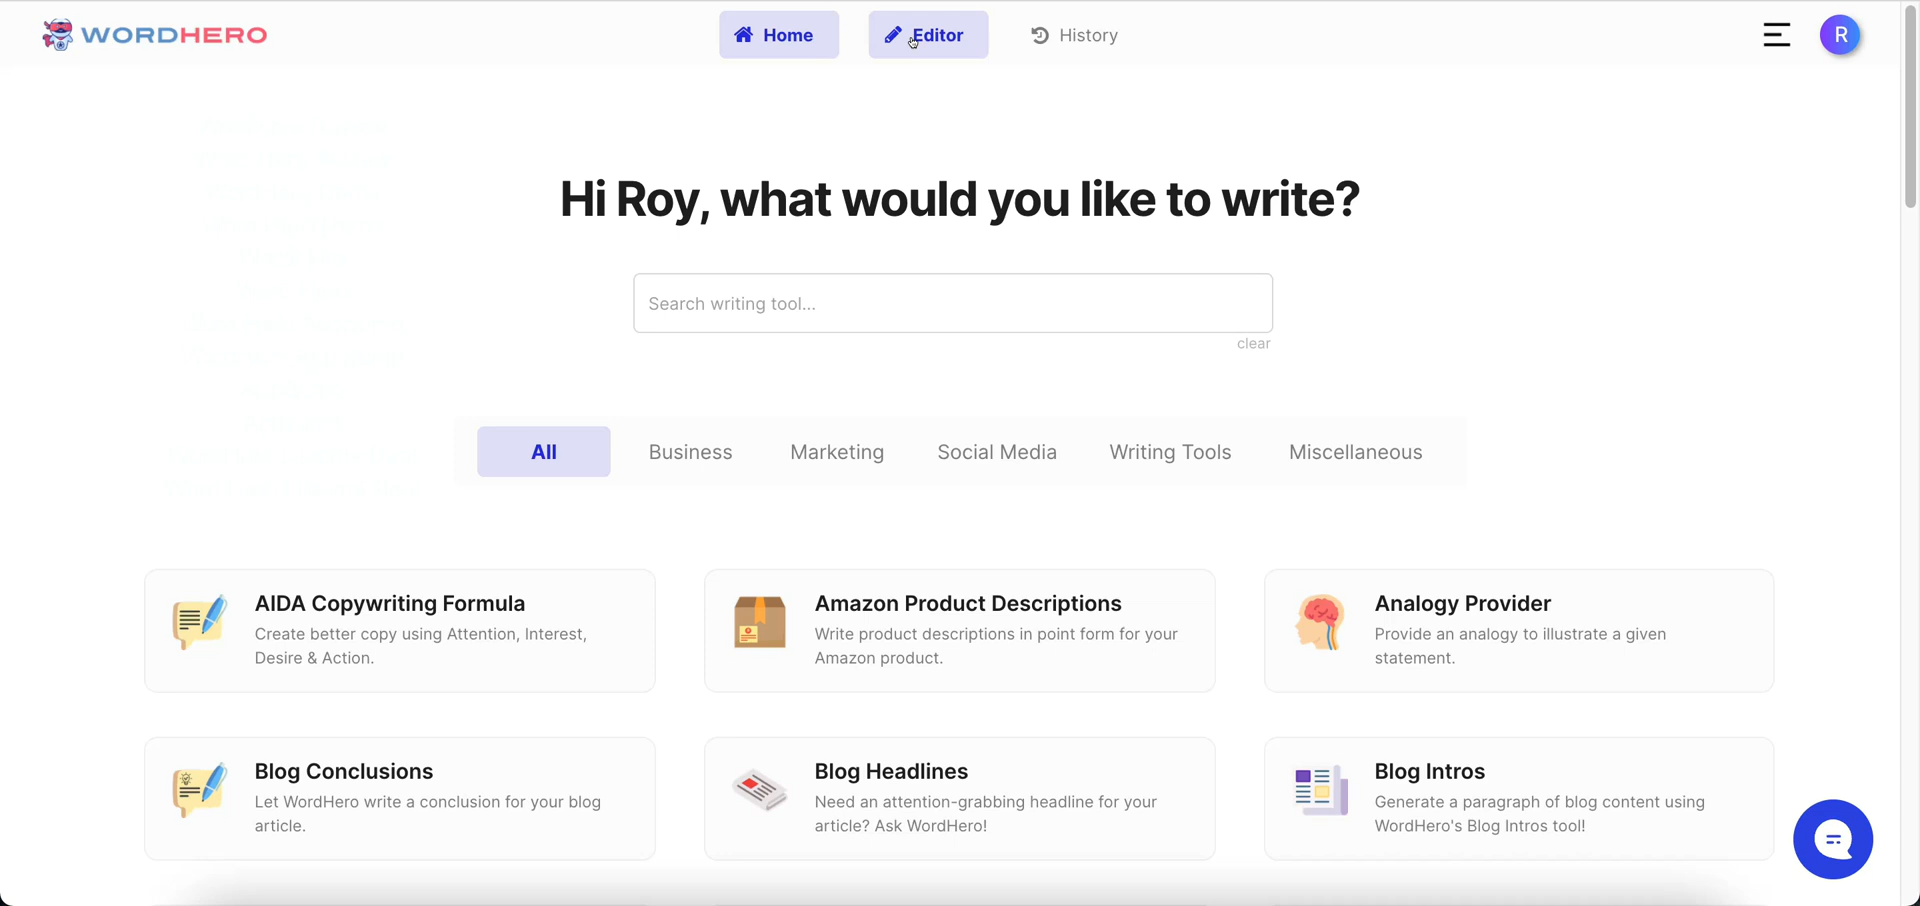 WORDHERO
Home
Editor
History
R
Hi Roy, what would you like to write?
Search writing tool...
clear
All
Business
Marketing
Social Media
Writing Tools
Miscellaneous
AIDA Copywriting Formula
Create better copy using Attention, Interest,
Desire & Action.
Amazon Product Descriptions
Write product descriptions in point form for your
Amazon product.
Analogy Provider
Provide an analogy to illustrate a given
statement.
Blog Conclusions
Let WordHero write a conclusion for your blog
article.
Blog Headlines
Need an attention-grabbing headline for your
article? Ask WordHero!
Blog Intros
Generate a paragraph of blog content using
WordHero's Blog Intros tool!